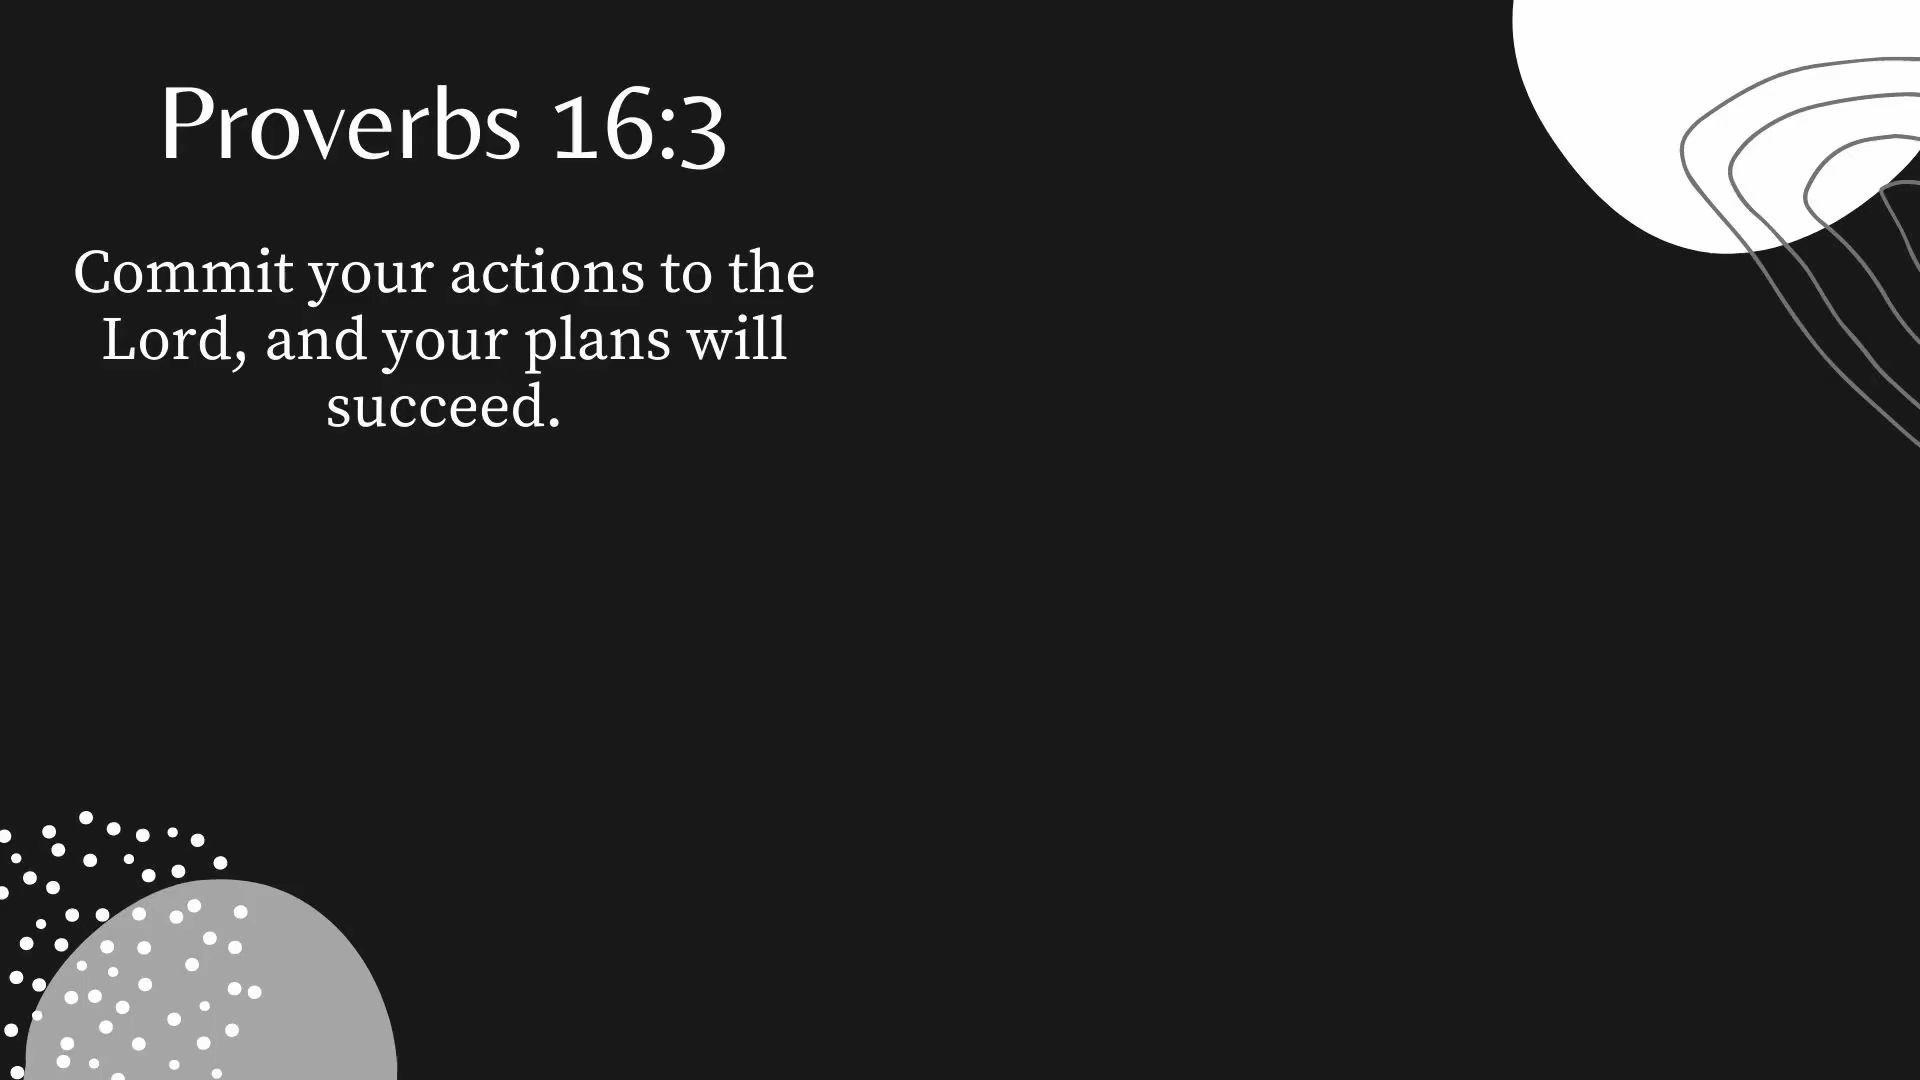 Proverbs 16:3
Commit your actions to the
Lord, and your plans will
succeed.